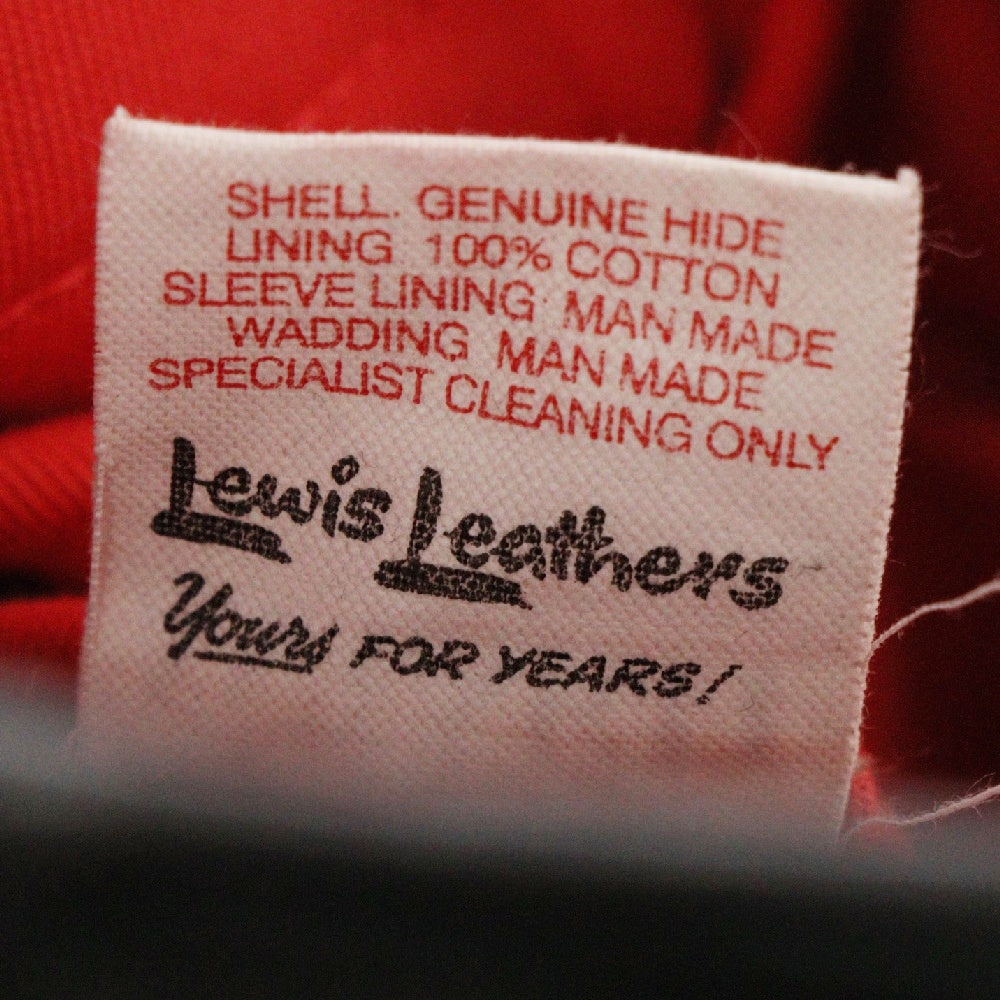 SHELL. GENUINE HIDE
LINING 100% COTTON
SLEEVE LINING MAN MADE
WADDING MAN MADE
SPECIALIST CLEANING ONLY
Lewis Leathers
Yours FOR YEARS!